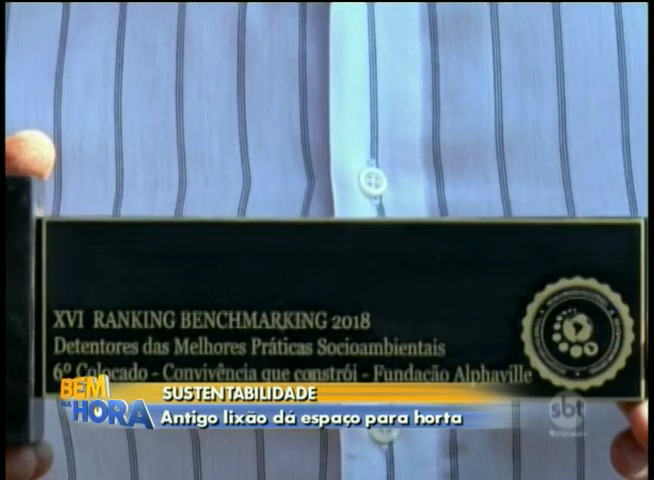 XVI RANKING BENCHMARKING 2018
Detentores das Melhores Práticas Socioambientais
6º Colocado - Convivência que constrói - Fundação Alphaville
BEM NA HORA
SUSTENTABILIDADE
Antigo lixão dá espaço para horta
sbt